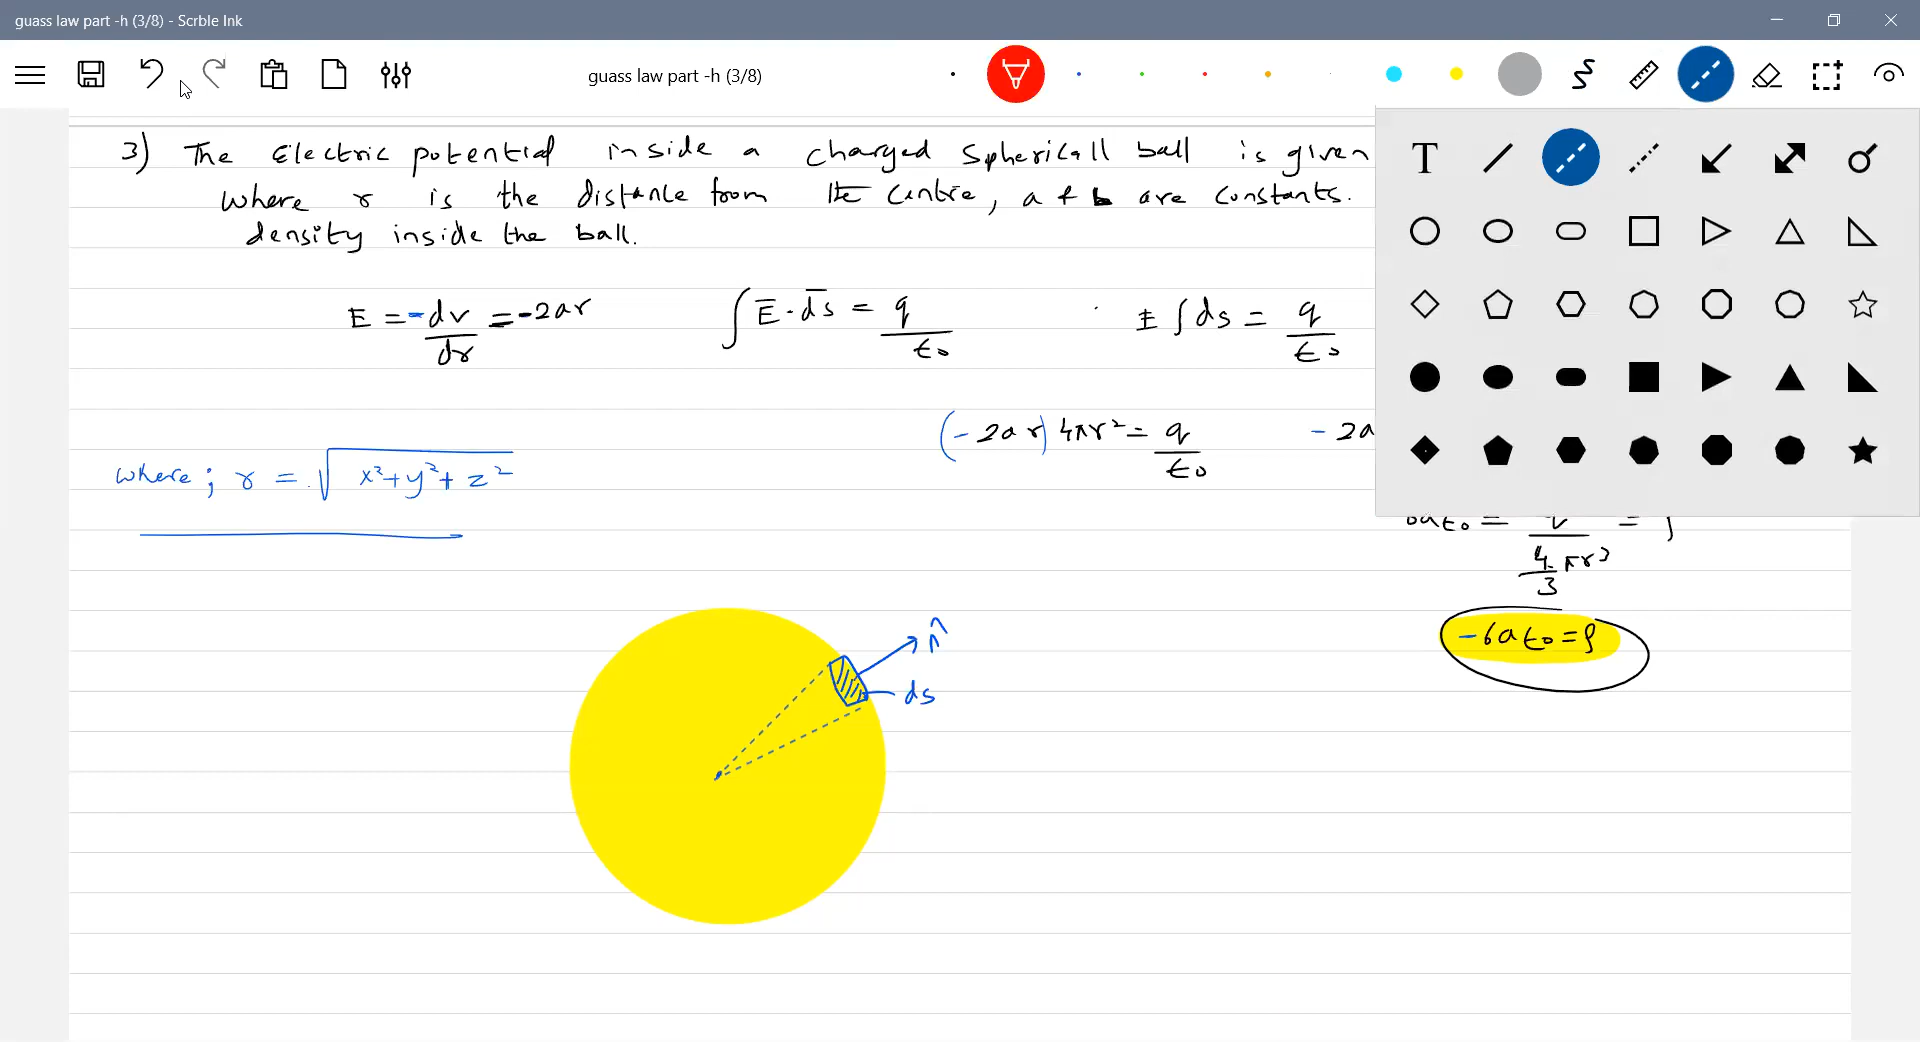 guass law part -h (3/8) - Scrble Ink
guass law part -h (3/8)
T
3) The Electric potential inside a charged Sphericall ball is given
where r is the distance from the Centre, a & b are constants.
density inside the ball.
E = -dv/dr = -2ar
∫ E̅ . d̅s = q/ε₀
E ∫ ds = q/ε₀
(-2ar) 4πr² = q/ε₀
- 2a
where ; r = √x²+y²+z²
6aε₀ = q/(4/3 πr³) = ρ
-6aε₀ = ρ
n̂
ds